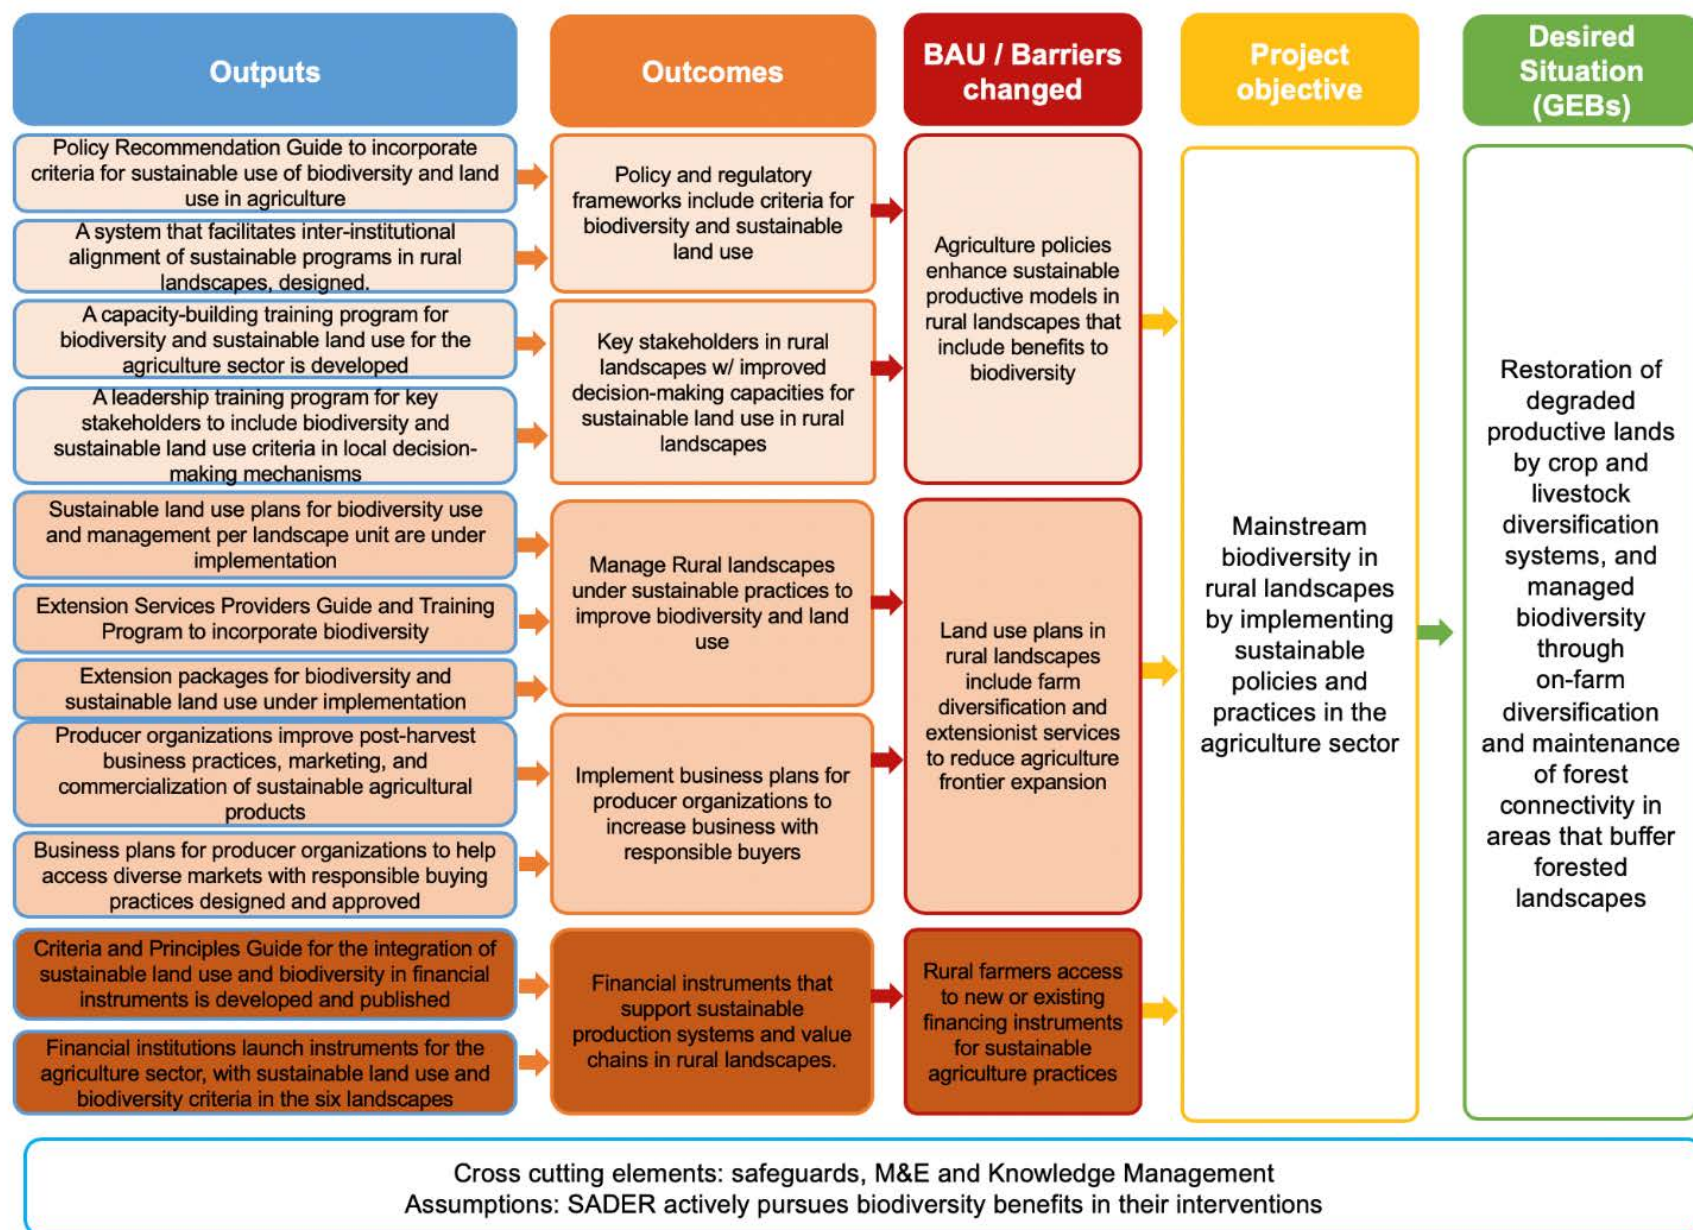 Outputs
Outcomes
BAU / Barriers
changed
Project
objective
Desired
Situation
(GEBs)
Policy Recommendation Guide to incorporate
criteria for sustainable use of biodiversity and land
use in agriculture
A system that facilitates inter-institutional
alignment of sustainable programs in rural
landscapes, designed.
A capacity-building training program for
biodiversity and sustainable land use for the
agriculture sector is developed
A leadership training program for key
stakeholders to include biodiversity and
sustainable land use criteria in local decision-
making mechanisms
Sustainable land use plans for biodiversity use
and management per landscape unit are under
implementation
Extension Services Providers Guide and Training
Program to incorporate biodiversity
Extension packages for biodiversity and
sustainable land use under implementation
Producer organizations improve post-harvest
business practices, marketing, and
commercialization of sustainable agricultural
products
Business plans for producer organizations to help
access diverse markets with responsible buying
practices designed and approved
Criteria and Principles Guide for the integration of
sustainable land use and biodiversity in financial
instruments is developed and published
Financial institutions launch instruments for the
agriculture sector, with sustainable land use and
biodiversity criteria in the six landscapes
Policy and regulatory
frameworks include criteria for
biodiversity and sustainable
land use
Key stakeholders in rural
landscapes w/ improved
decision-making capacities for
sustainable land use in rural
landscapes
Manage Rural landscapes
under sustainable practices to
improve biodiversity and land
use
Implement business plans for
producer organizations to
increase business with
responsible buyers
Financial instruments that
support sustainable
production systems and value
chains in rural landscapes.
Agriculture policies
enhance sustainable
productive models in
rural landscapes that
include benefits to
biodiversity
Land use plans in
rural landscapes
include farm
diversification and
extensionist services
to reduce agriculture
frontier expansion
Rural farmers access
to new or existing
financing instruments
for sustainable
agriculture practices
Mainstream
biodiversity in
rural landscapes
by implementing
sustainable
policies and
practices in the
agriculture sector
Restoration of
degraded
productive lands
by crop and
livestock
diversification
systems, and
managed
biodiversity
through
on-farm
diversification
and maintenance
of forest
connectivity in
areas that buffer
forested
landscapes
Cross cutting elements: safeguards, M&E and Knowledge Management
Assumptions: SADER actively pursues biodiversity benefits in their interventions